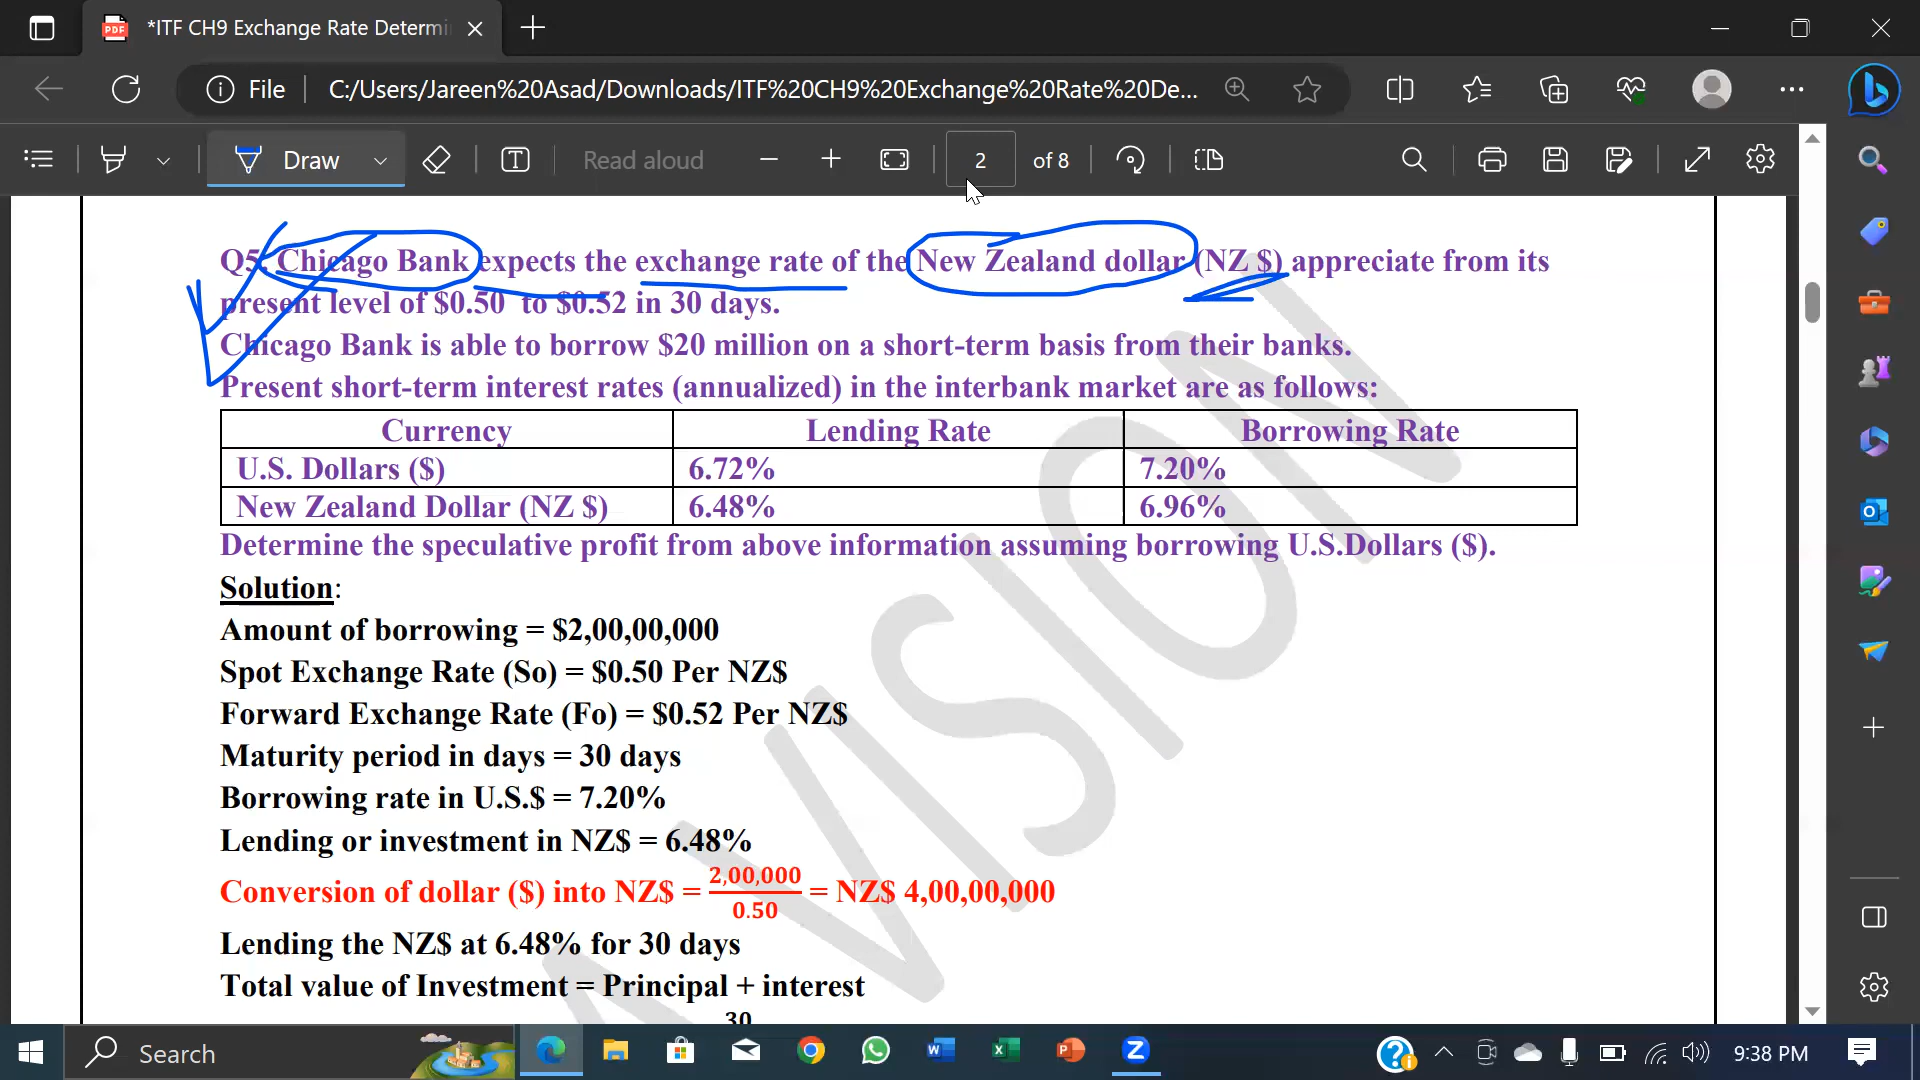 *ITF CH9 Exchange Rate Determi
File
C:/Users/Jareen%20Asad/Downloads/ITF%20CH9%20Exchange%20Rate%20De...
Draw
Read aloud
2
of 8
Q5. Chicago Bank expects the exchange rate of the New Zealand dollar (NZ $) appreciate from its
present level of $0.50 to $0.52 in 30 days.
Chicago Bank is able to borrow $20 million on a short-term basis from their banks.
Present short-term interest rates (annualized) in the interbank market are as follows:
Currency Lending Rate Borrowing Rate
U.S. Dollars ($) 6.72% 7.20%
New Zealand Dollar (NZ $) 6.48% 6.96%
Determine the speculative profit from above information assuming borrowing U.S.Dollars ($).
Solution:
Amount of borrowing = $2,00,00,000
Spot Exchange Rate (So) = $0.50 Per NZ$
Forward Exchange Rate (Fo) = $0.52 Per NZ$
Maturity period in days = 30 days
Borrowing rate in U.S.$ = 7.20%
Lending or investment in NZ$ = 6.48%
Conversion of dollar ($) into NZ$ = 2,00,000 / 0.50 = NZ$ 4,00,00,000
Lending the NZ$ at 6.48% for 30 days
Total value of Investment = Principal + interest
30
VISION
Search
9:38 PM